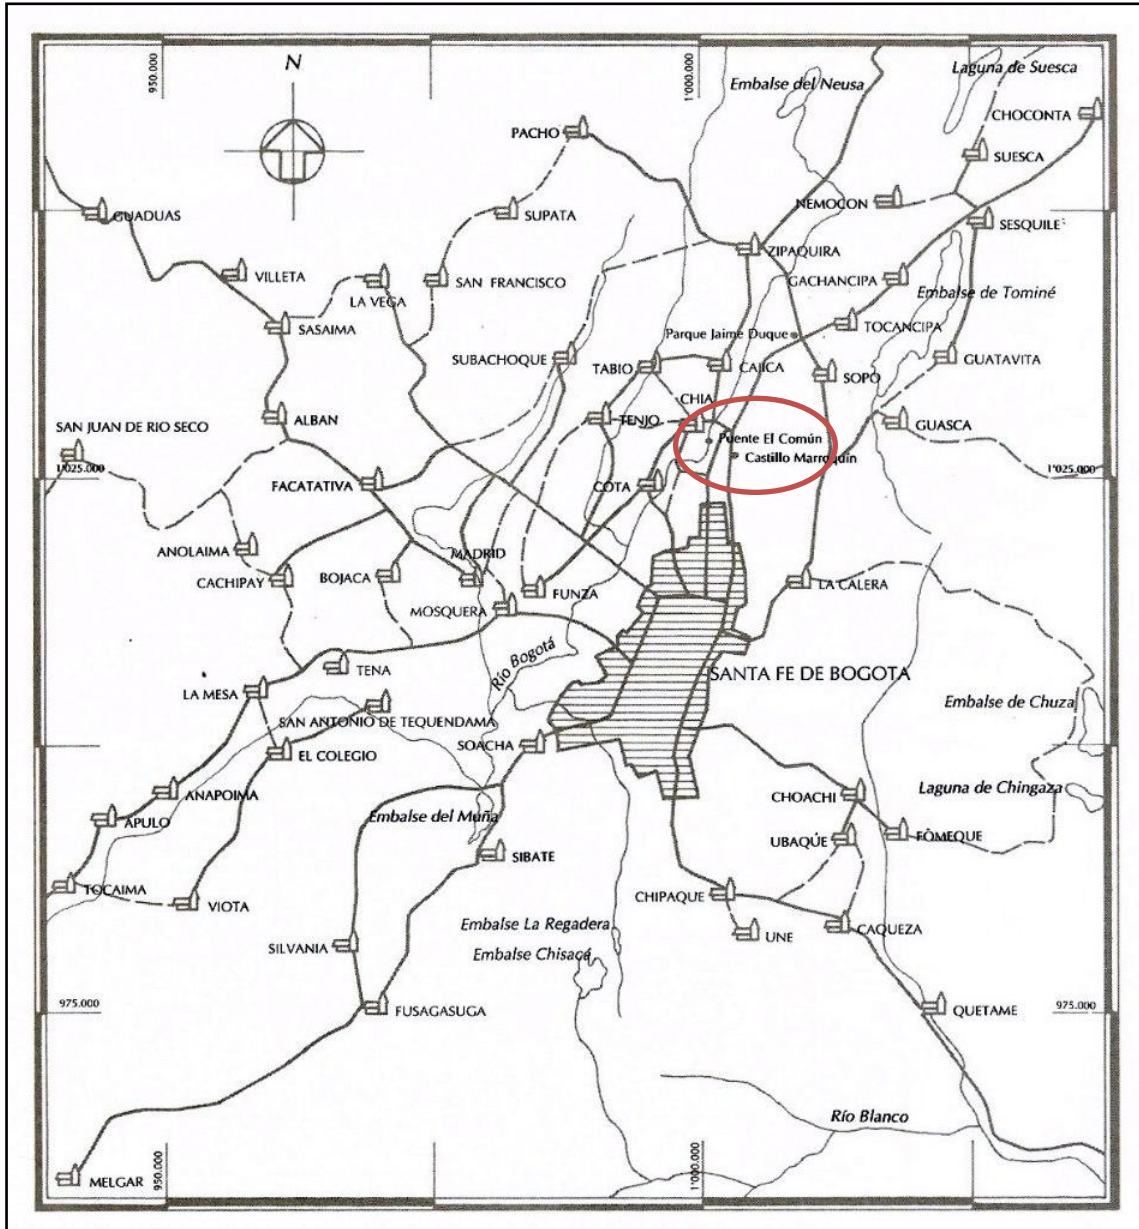 950.000
N
1'000.000
Embalse del Neusa
Laguna de Suesca
CHOCONTA
PACHO
SUESCA
NEMOCON
GUADUAS
SUPATA
SESQUILE
ZIPAQUIRA
VILLETA
LA VEGA
SAN FRANCISCO
GACHANCIPA
Embalse de Tominé
SASAIMA
Parque Jaime Duque
TOCANCIPA
SUBACHOQUE
TABIO
CAJICA
SOPO
GUATAVITA
CHIA
ALBAN
TENJO
SAN JUAN DE RIO SECO
GUASCA
Puente El Común
Castillo Marroquín
1'025.000
1'025.000
FACATATIVA
COTA
ANOLAIMA
CACHIPAY
BOJACA
MADRID
MOSQUERA
FUNZA
LA CALERA
Río Bogotá
TENA
SANTA FE DE BOGOTA
LA MESA
SAN ANTONIO DE TEQUENDAMA
Embalse de Chuza
SOACHA
EL COLEGIO
ANAPOIMA
CHOACHI
Laguna de Chingaza
APULO
Embalse del Muña
UBAQÚE
FÒMEQUE
SIBATE
TOCAIMA
VIOTA
CHIPAQUE
Embalse La Regadera
UNE
CAQUEZA
SILVANIA
Embalse Chisacá
975.000
975.000
FUSAGASUGA
QUETAME
Río Blanco
950.000
1'000.000
MELGAR